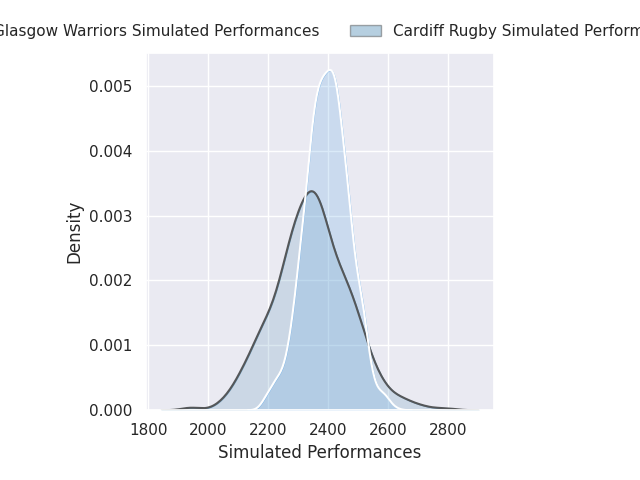 Glasgow Warriors Simulated Performances
Cardiff Rugby Simulated Perform
0.005
0.004
0.003
0.002
0.001
0.000
Density
1800 2000 2200 2400 2600 2800
Simulated Performances